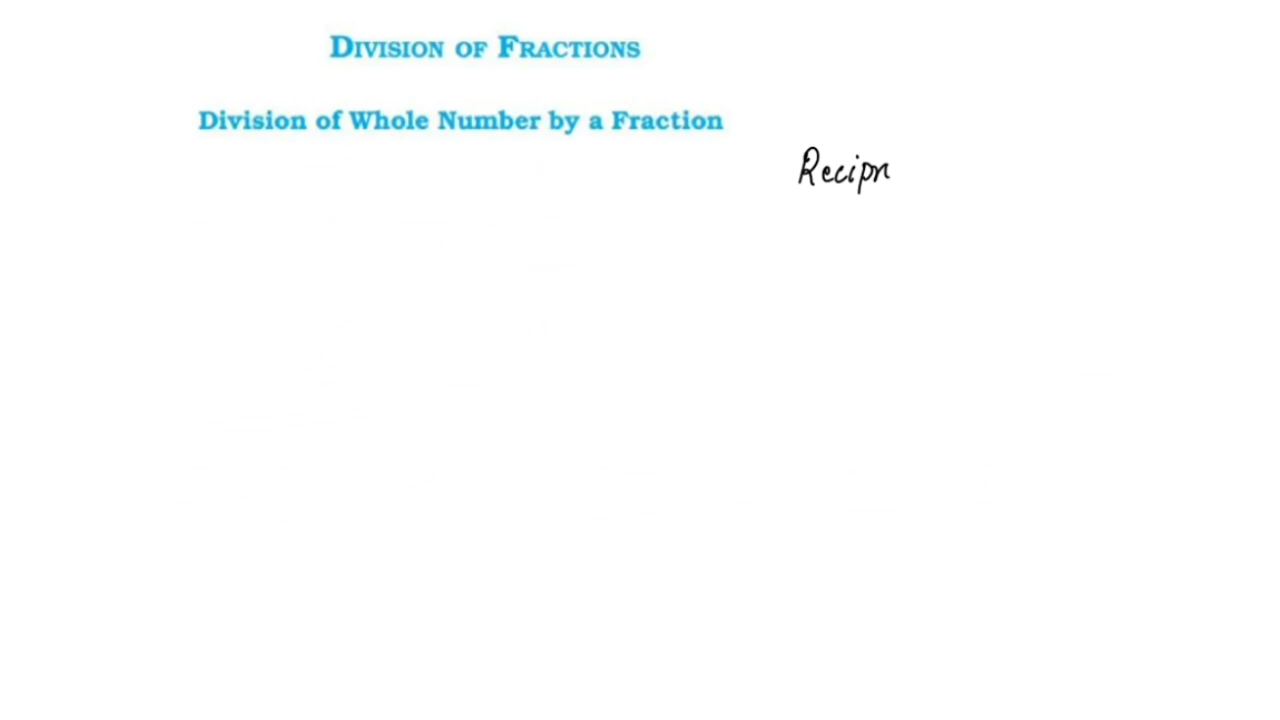 DIVISION OF FRACTIONS
Division of Whole Number by a Fraction
Recipr